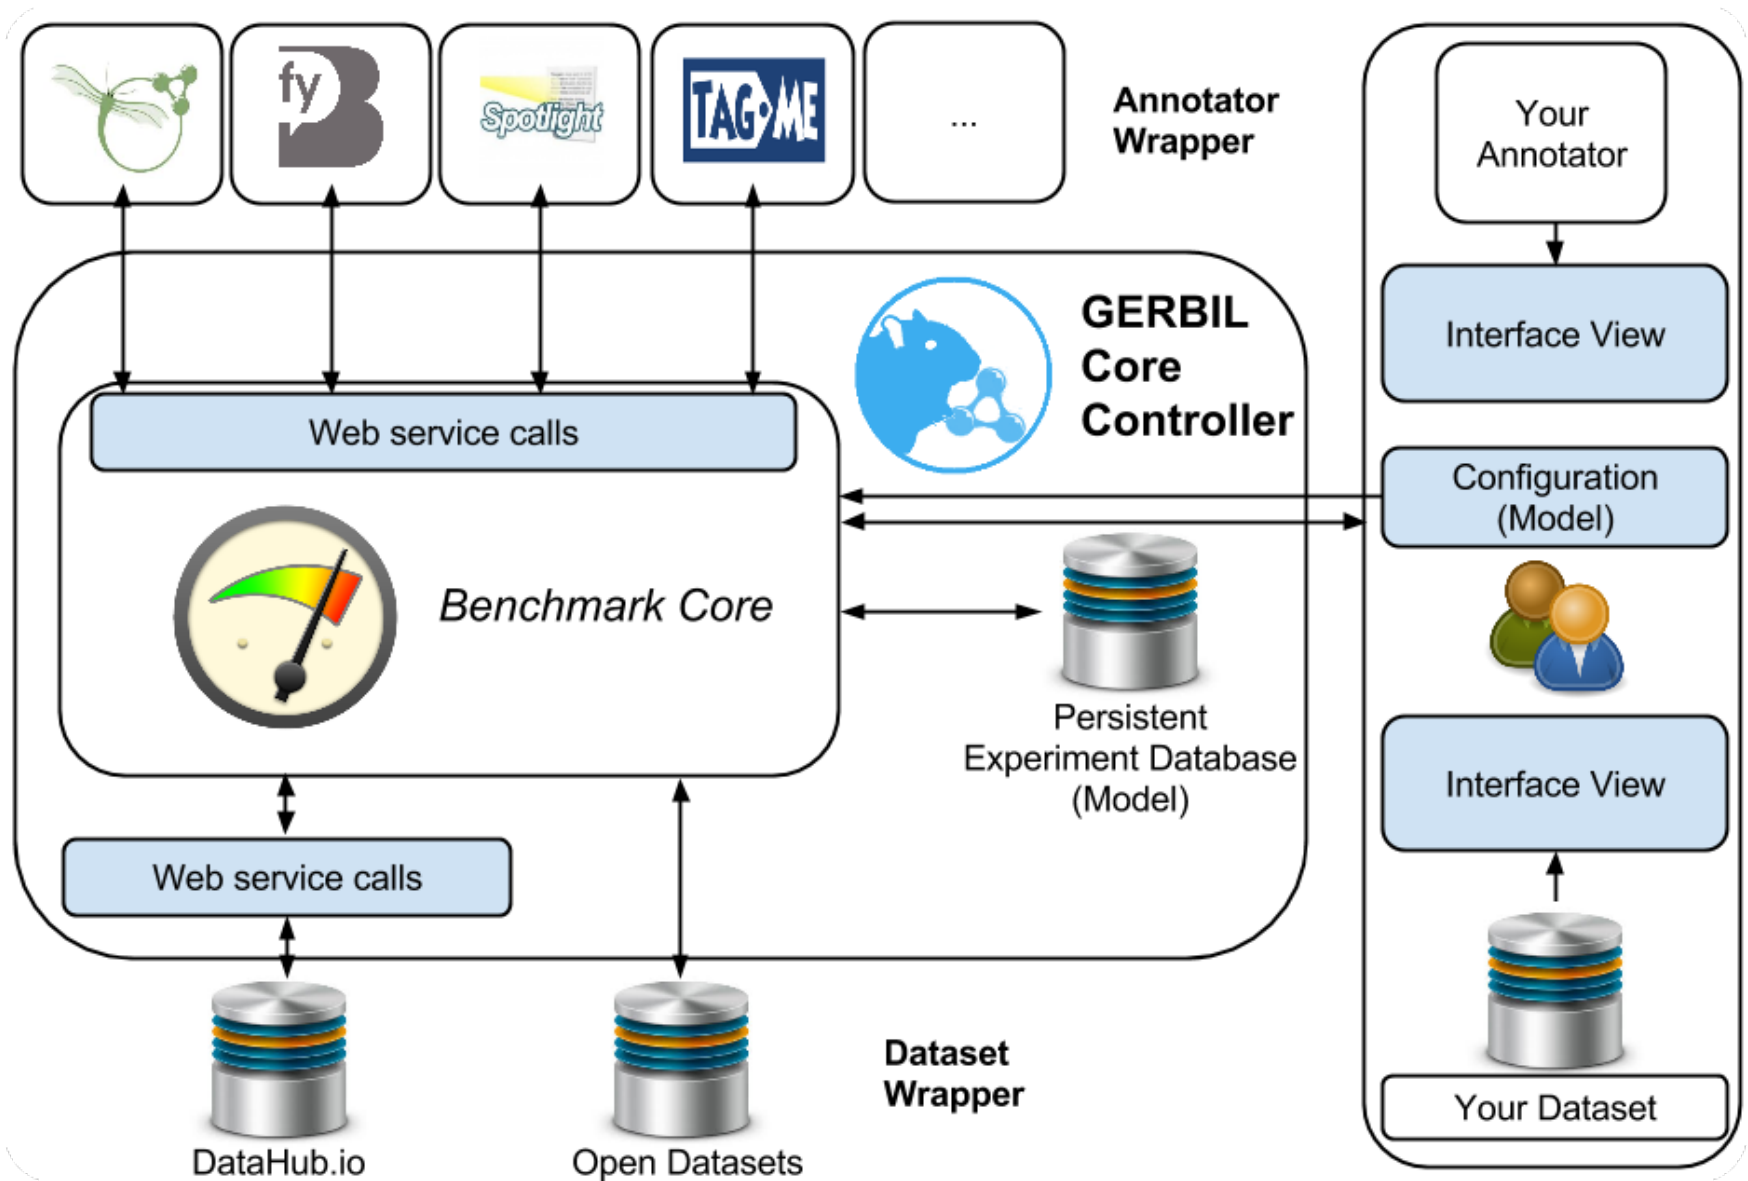 fy
Spotlight
TAG ME
...
Annotator
Wrapper
Your
Annotator
GERBIL
Core
Controller
Interface View
Web service calls
Configuration
(Model)
Benchmark Core
Persistent
Experiment Database
(Model)
Interface View
Web service calls
Dataset
Wrapper
Your Dataset
DataHub.io
Open Datasets